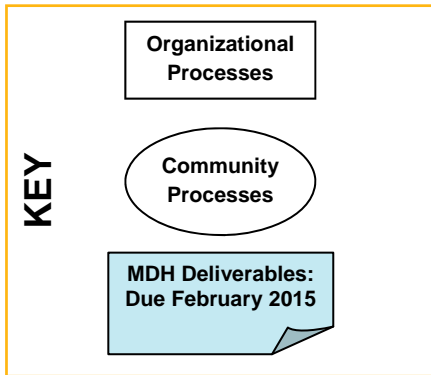 KEY
Organizational
Processes
Community
Processes
MDH Deliverables:
Due February 2015